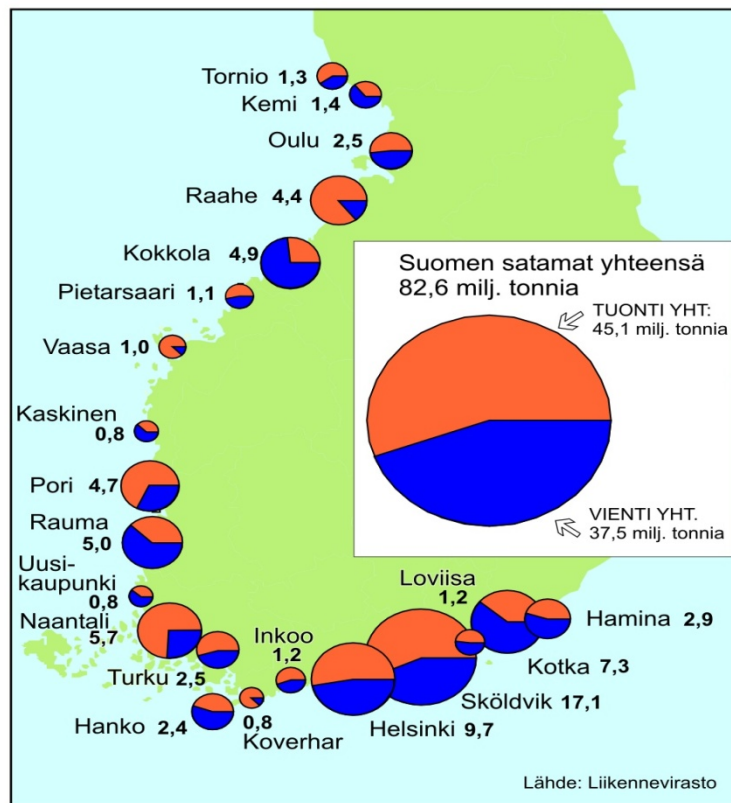 Tornio 1,3
Kemi 1,4
Oulu 2,5
Raahe 4,4
Kokkola 4,9
Pietarsaari 1,1
Vaasa 1,0
Kaskinen
0,8
Pori 4,7
Rauma
5,0
Uusi-
kaupunki
0,8
Naantali
5,7
Turku 2,5
Hanko 2,4
0,8
Koverhar
Inkoo
1,2
Helsinki 9,7
Sköldvik 17,1
Kotka 7,3
Hamina 2,9
Loviisa
1,2
Suomen satamat yhteensä
82,6 milj. tonnia
TUONTI YHT:
45,1 milj. tonnia
VIENTI YHT.
37,5 milj. tonnia
Lähde: Liikennevirasto